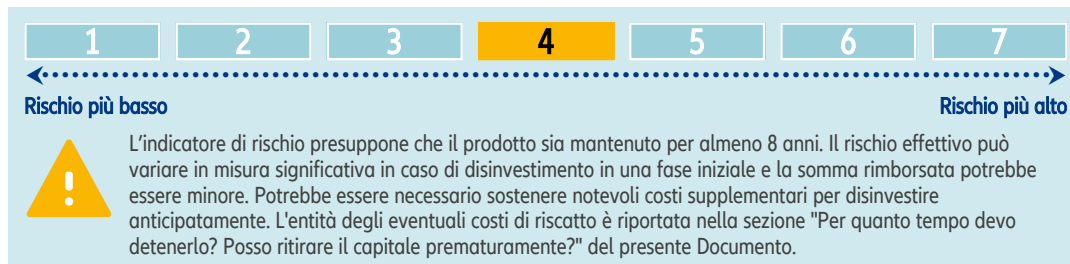 1 2 3 4 5 6 7
Rischio più basso Rischio più alto
L'indicatore di rischio presuppone che il prodotto sia mantenuto per almeno 8 anni. Il rischio effettivo può
variare in misura significativa in caso di disinvestimento in una fase iniziale e la somma rimborsata potrebbe
essere minore. Potrebbe essere necessario sostenere notevoli costi supplementari per disinvestire
anticipatamente. L'entità degli eventuali costi di riscatto è riportata nella sezione "Per quanto tempo devo
detenerlo? Posso ritirare il capitale prematuramente?" del presente Documento.